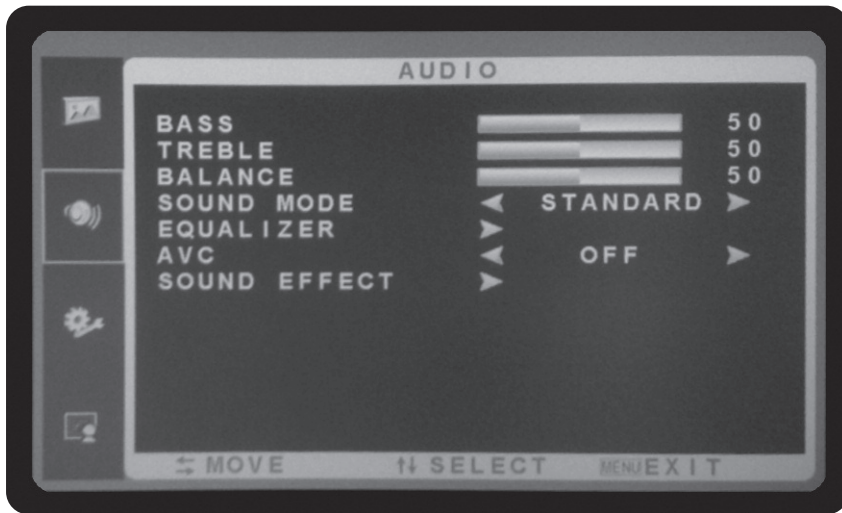 AUDIO
BASS 50
TREBLE 50
BALANCE 50
SOUND MODE STANDARD
EQUALIZER
AVC OFF
SOUND EFFECT
MOVE SELECT MENU EXIT